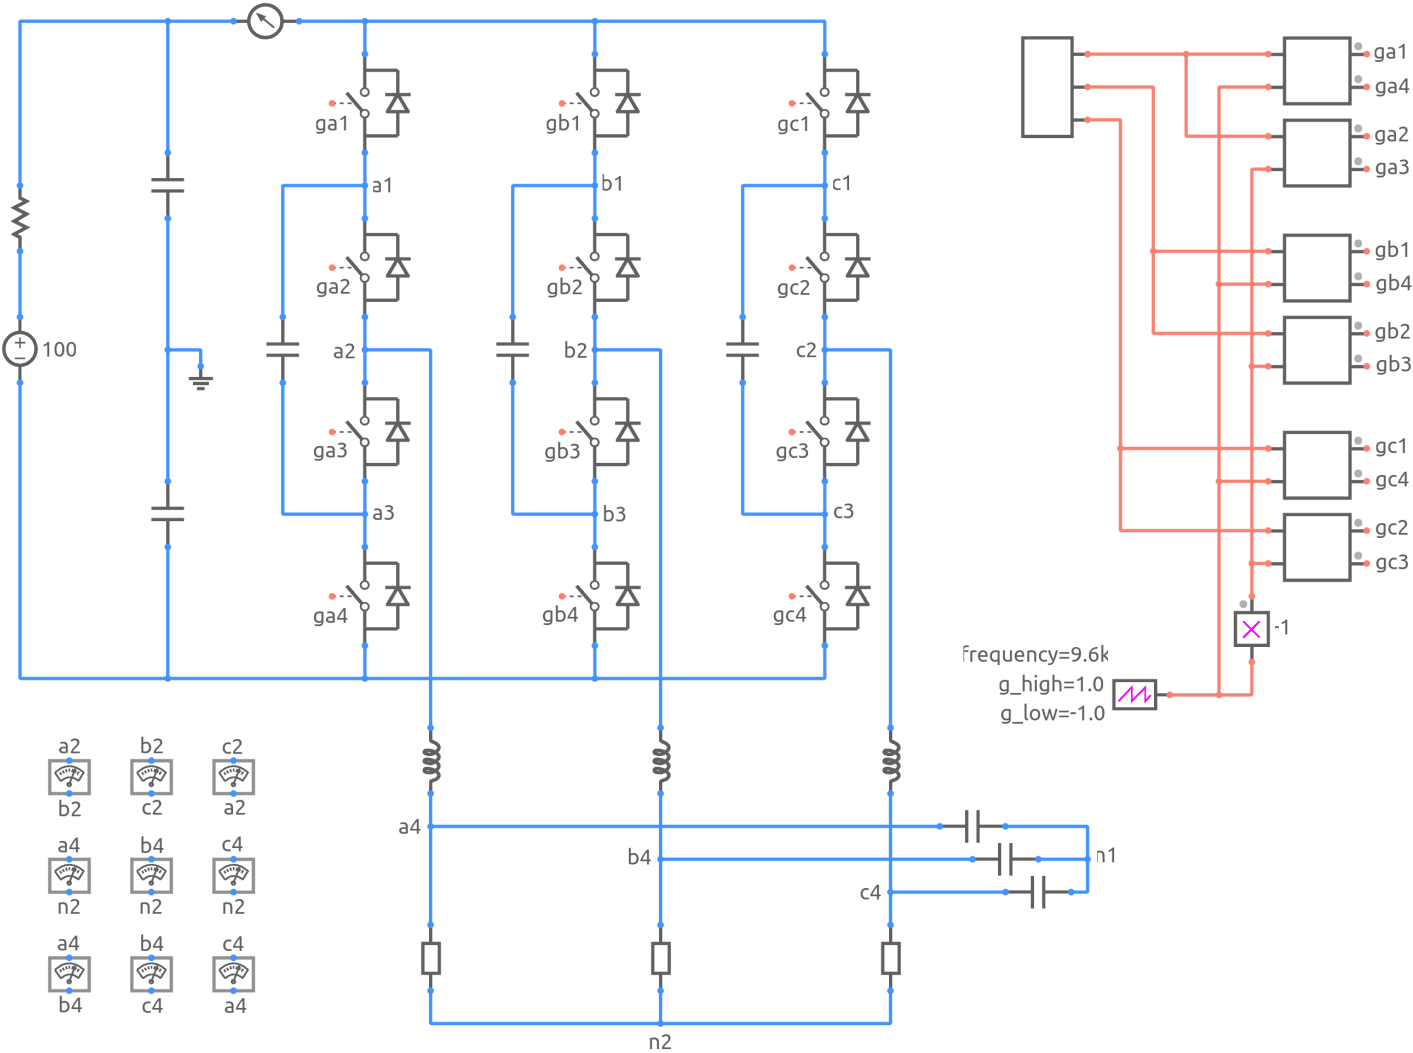 ga1
gb1
gc1
a1
b1
c1
ga2
gb2
gc2
100
a2
b2
c2
ga3
gb3
gc3
a3
b3
c3
ga4
gb4
gc4
a4
b4
c4
n1
n2
ga1
ga4
ga2
ga3
gb1
gb4
gb2
gb3
gc1
gc4
gc2
gc3
-1
frequency=9.6k
g_high=1.0
g_low=-1.0
a2 b2 c2
b2 c2 a2
a4 b4 c4
n2 n2 n2
a4 b4 c4
b4 c4 a4